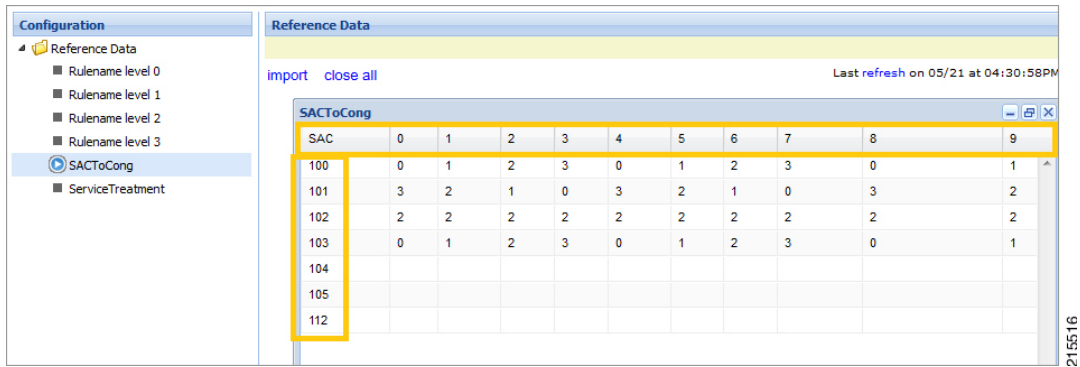 Configuration
Reference Data
Rulename level 0
Rulename level 1
Rulename level 2
Rulename level 3
SACToCong
ServiceTreatment
Reference Data
import close all
Last refresh on 05/21 at 04:30:58PM
SACToCong
SAC 0 1 2 3 4 5 6 7 8 9
100 0 1 2 3 0 1 2 3 0 1
101 3 2 1 0 3 2 1 0 3 2
102 2 2 2 2 2 2 2 2 2 2
103 0 1 2 3 0 1 2 3 0 1
104
105
112
215516